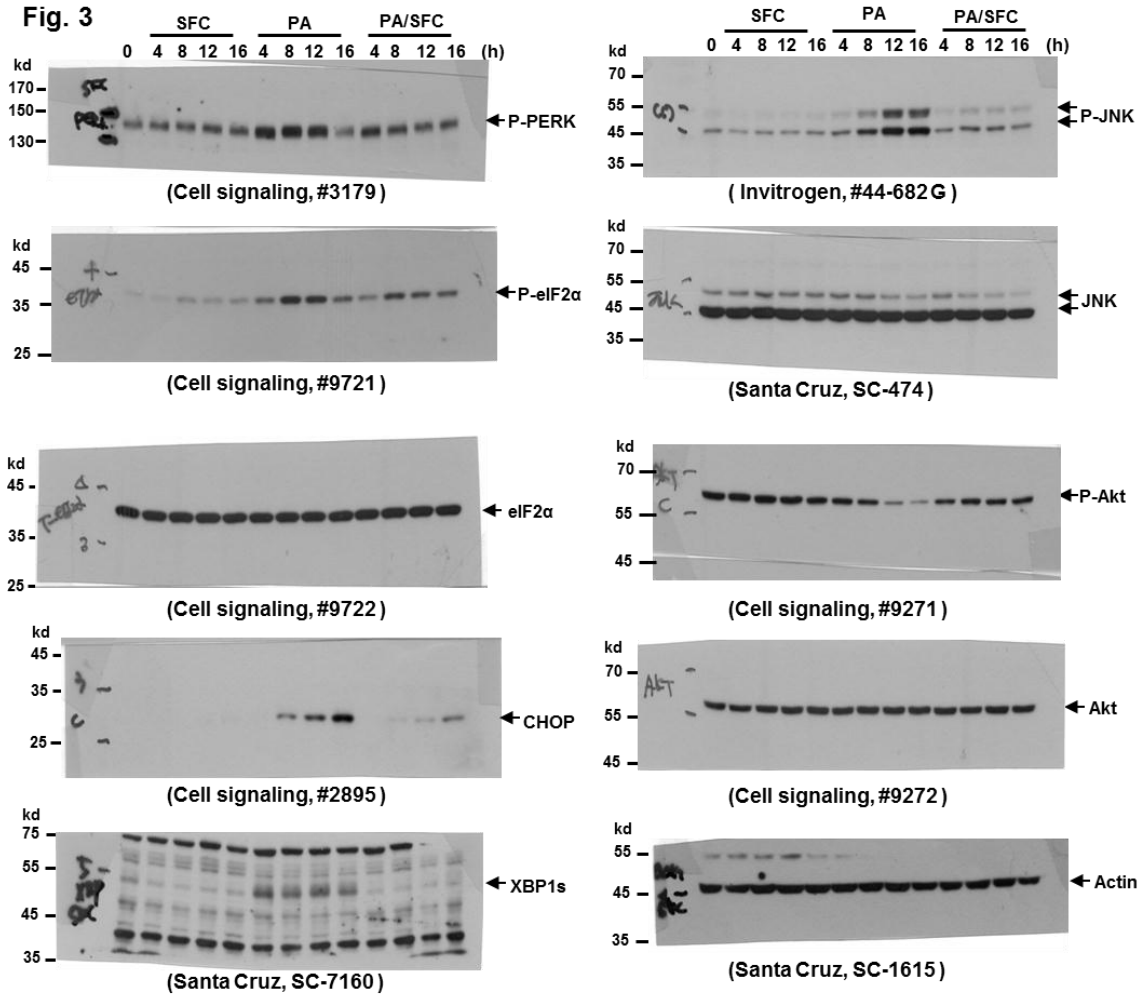 Fig. 3
SFC PA PA/SFC
0 4 8 12 16 4 8 12 16 4 8 12 16 (h)
kd
170
150
130
P-PERK
(Cell signaling, #3179)
kd
45
35
25
P-eIF2α
(Cell signaling, #9721)
kd
45
35
25
eIF2α
(Cell signaling, #9722)
kd
45
35
25
CHOP
(Cell signaling, #2895)
kd
75
55
45
35
XBP1s
(Santa Cruz, SC-7160)
SFC PA PA/SFC
0 4 8 12 16 4 8 12 16 4 8 12 16 (h)
kd
70
55
45
35
P-JNK
( Invitrogen, #44-682G)
kd
70
55
45
35
JNK
(Santa Cruz, SC-474)
kd
70
55
45
P-Akt
(Cell signaling, #9271)
kd
70
55
45
AKT
Akt
(Cell signaling, #9272)
kd
55
45
35
Actin
(Santa Cruz, SC-1615)